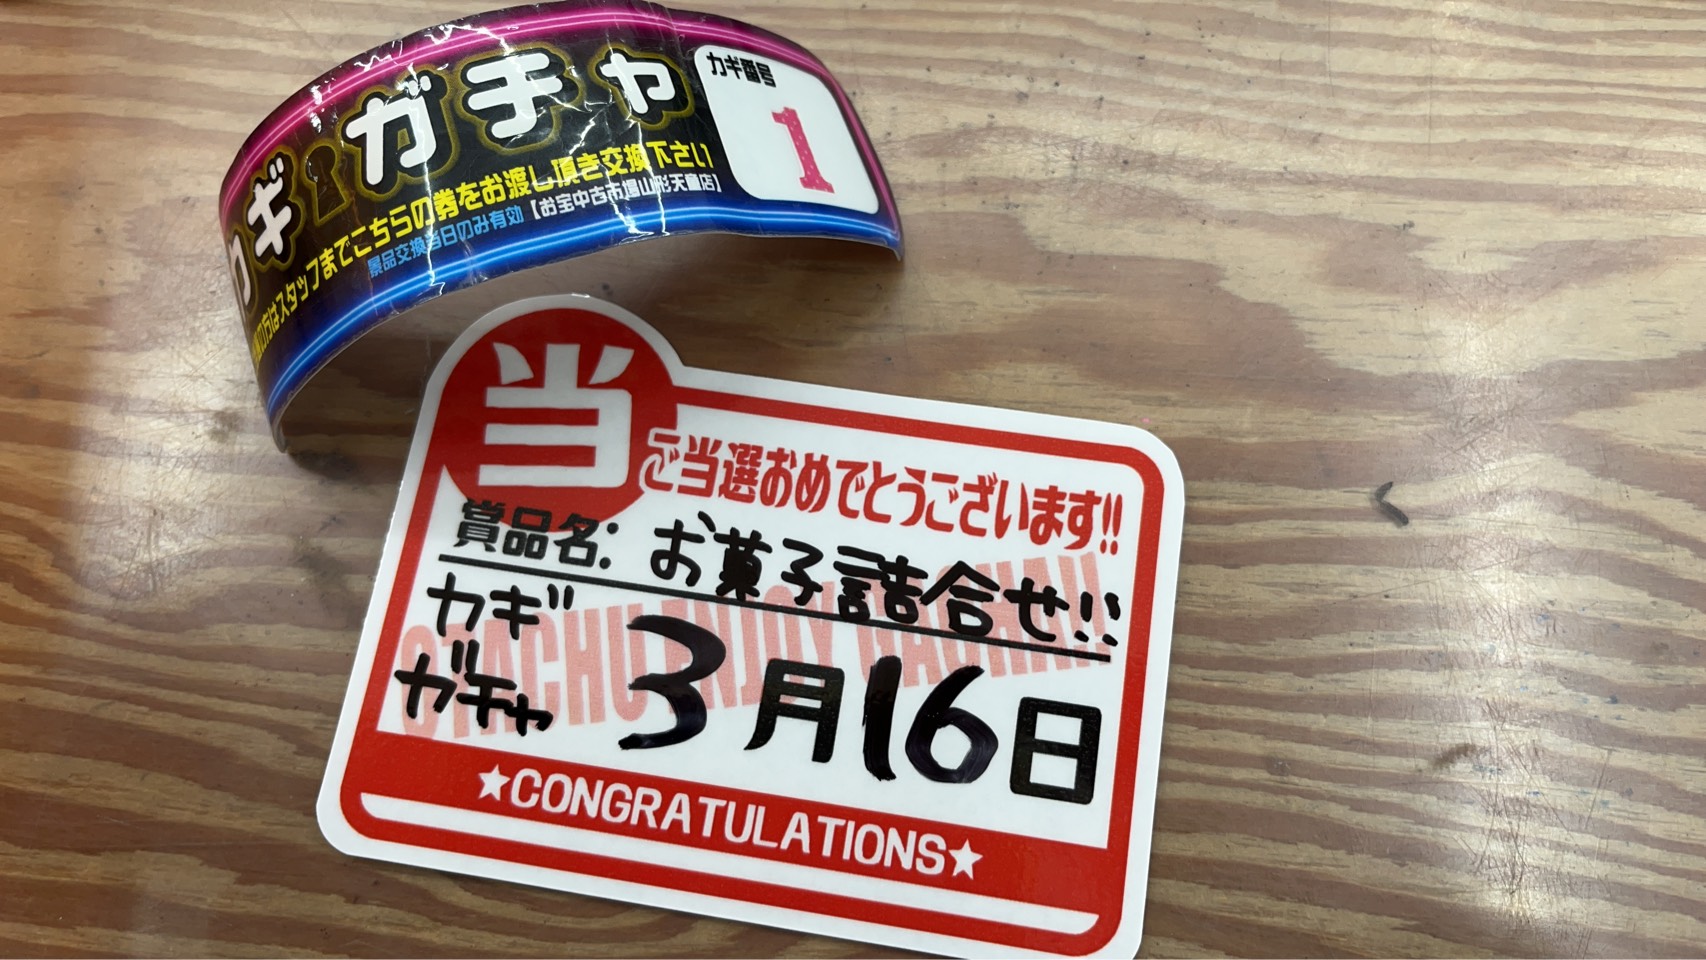 カギガチャ
カギ番号
1
の方はスタッフまでこちらの券をお渡し頂き交換下さい
景品交換当日のみ有効【お宝中古市場山形天童店】
当
ご当選おめでとうございます!!
賞品名: お菓子詰合せ!!
カギ
ガチャ
3月16日
OTACHU ENJOY GACHA!!
★CONGRATULATIONS★